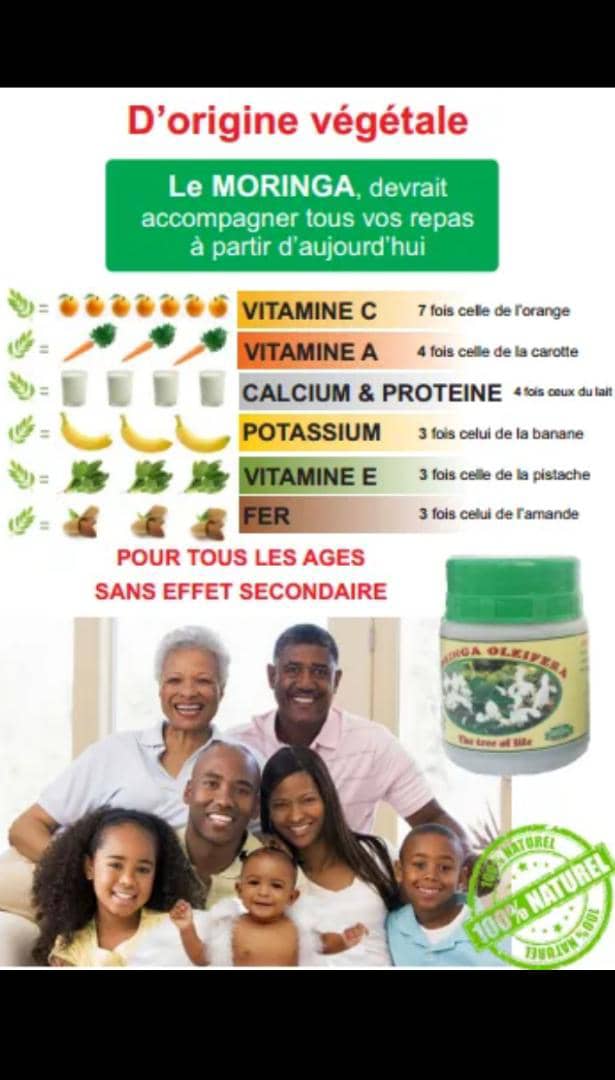 D'origine végétale
Le MORINGA, devrait
accompagner tous vos repas
à partir d'aujourd'hui
= VITAMINE C 7 fois celle de l'orange
= VITAMINE A 4 fois celle de la carotte
= CALCIUM & PROTEINE 4 fois ceux du lait
= POTASSIUM 3 fois celui de la banane
= VITAMINE E 3 fois celle de la pistache
= FER 3 fois celui de l'amande
POUR TOUS LES AGES
SANS EFFET SECONDAIRE
OLEIFERA
The tree of life
NATUREL
100% NATUREL
100% NATUREL